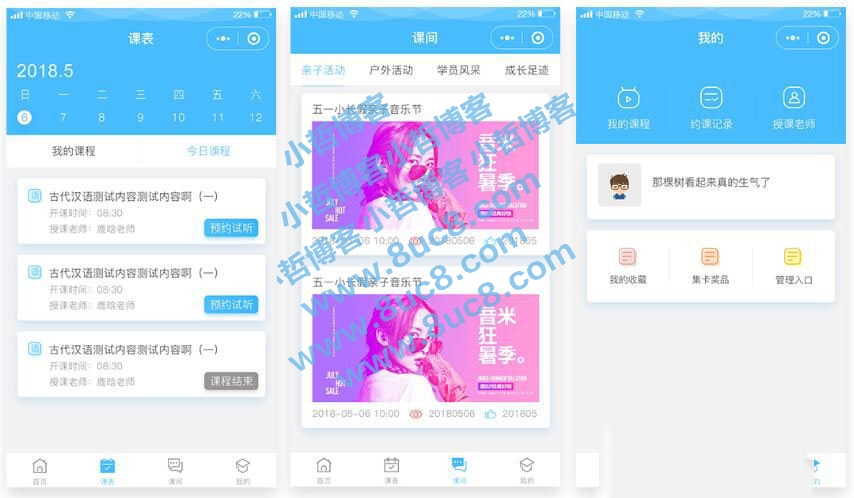 中国移动
22%
课表
2018.5
日 一 二 三 四 五 六
6 7 8 9 10 11 12
我的课程 今日课程
语 古代汉语测试内容测试内容啊（一）
开课时间：08:30
授课老师：鹿晗老师
预约试听
语 古代汉语测试内容测试内容啊（一）
开课时间：08:30
授课老师：鹿晗老师
预约试听
语 古代汉语测试内容测试内容啊（一）
开课时间：08:30
授课老师：鹿晗老师
课程结束
首页 课表 课间 我的
中国移动
22%
课间
亲子活动 户外活动 学员风采 成长足迹
五一小长假亲子音乐节
JULY
HOT
SALE
狂
暑季。
2018-05-06 10:00 20180506 201805
五一小长假亲子音乐节
JULY
HOT
SALE
音米
狂
暑季。
2018-05-06 10:00 20180506 201805
首页 课表 课间 我的
中国移动
22%
我的
我的课程 约课记录 授课老师
那棵树看起来真的生气了
我的收藏 集卡奖品 管理入口
首页
小哲博客小哲博客
小哲博客小哲博客
小哲博客www.8uc8.com
www.8uc8.com
www.8uc8.com